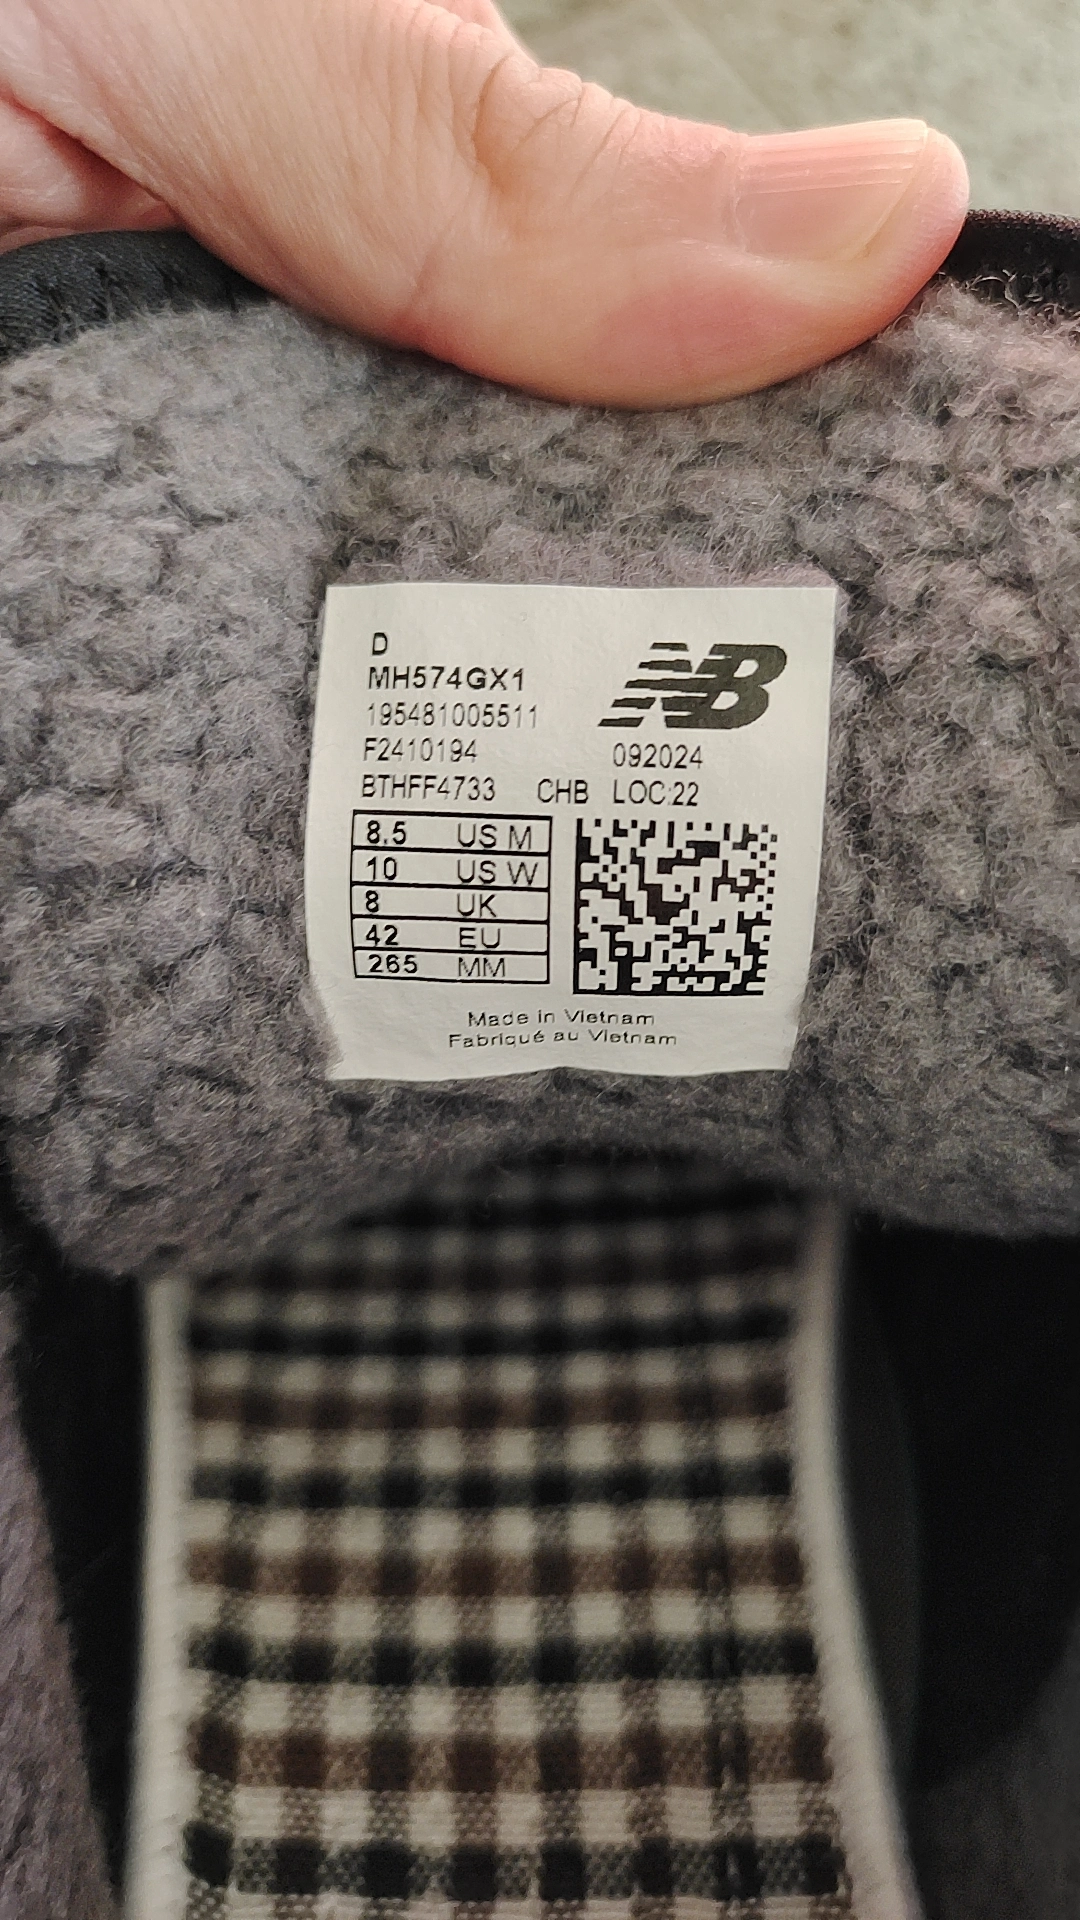 D
MH574GX1
NB
195481005511
F2410194 092024
BTHFF4733 CHB LOC:22
8.5 US M
10 US W
8 UK
42 EU
265 MM
Made in Vietnam
Fabriqué au Vietnam